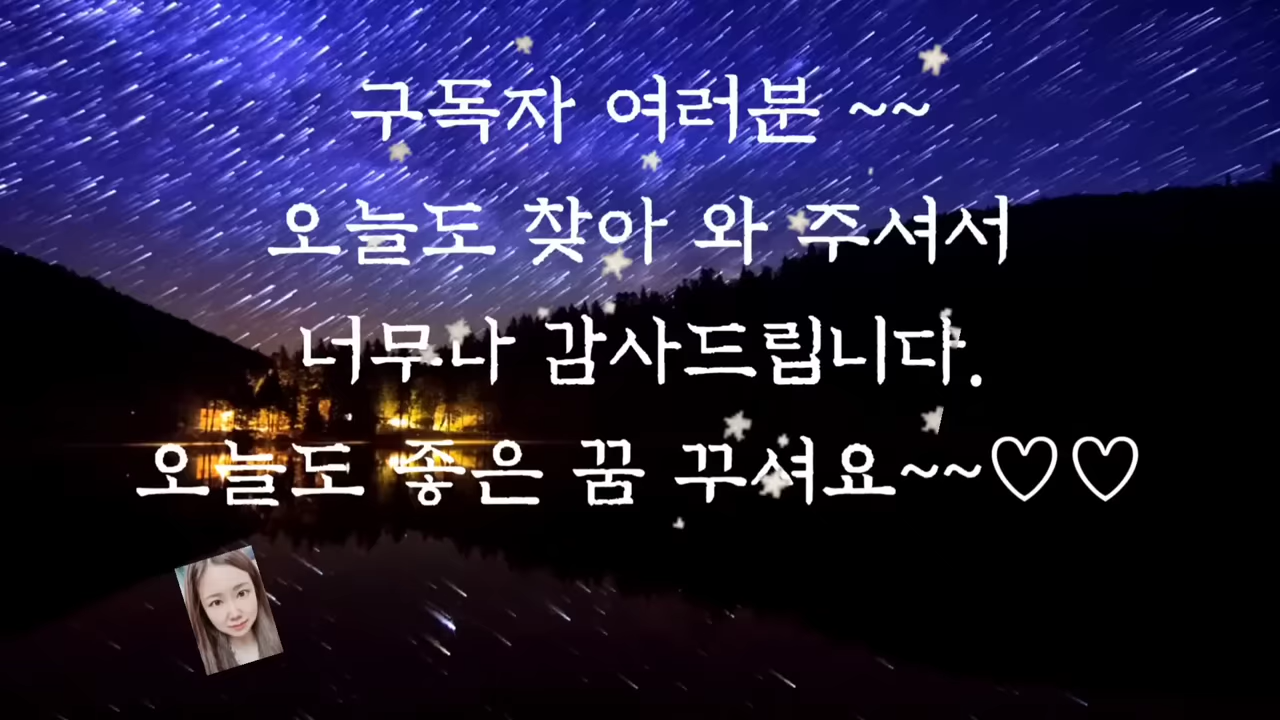 구독자 여러분 ~~
오늘도 찾아 와 주셔서
너무나 감사드립니다.
오늘도 좋은 꿈 꾸셔요~~♡♡